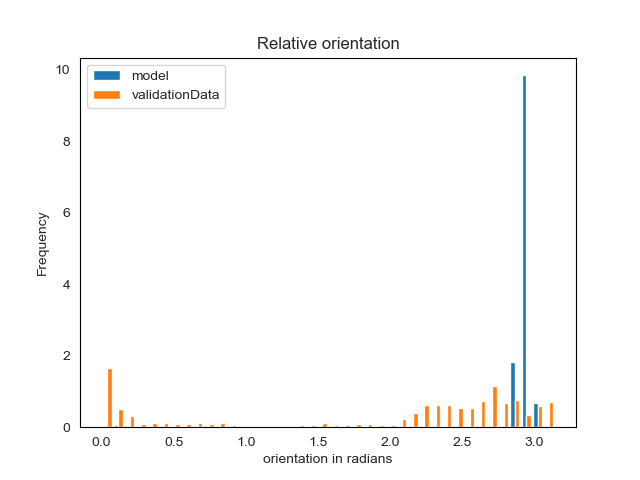 Relative orientation
model
validationData
Frequency
10
8
6
4
2
0
0.0 0.5 1.0 1.5 2.0 2.5 3.0
orientation in radians